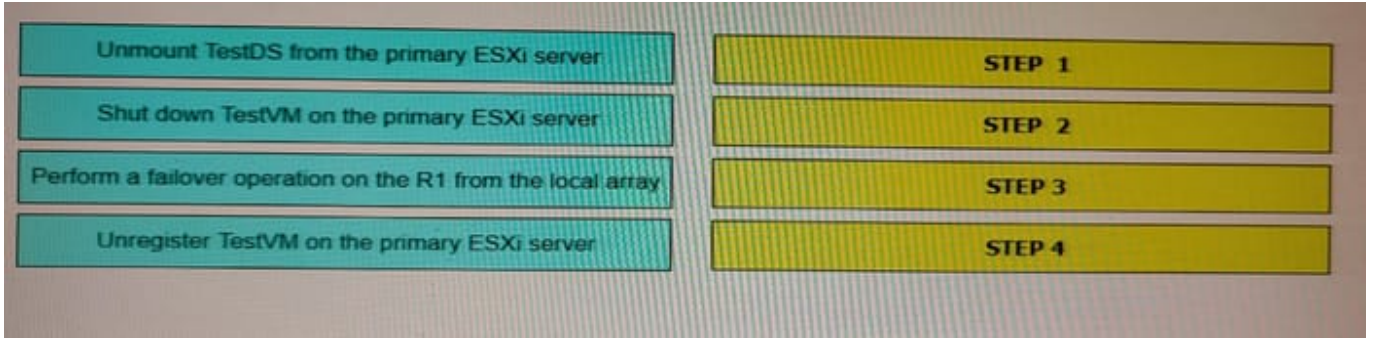 Unmount TestDS from the primary ESXi server
STEP 1
Shut down TestVM on the primary ESXi server
STEP 2
Perform a failover operation on the R1 from the local array
STEP 3
Unregister TestVM on the primary ESXi server
STEP 4